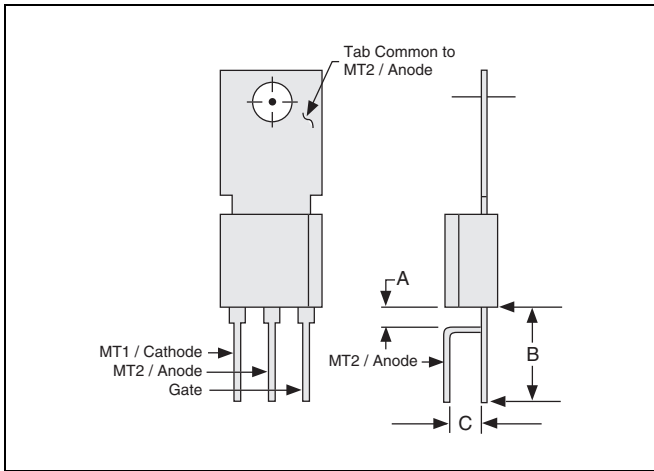 Tab Common to
MT2 / Anode
A
MT1 / Cathode
MT2 / Anode
Gate
MT2 / Anode
B
C